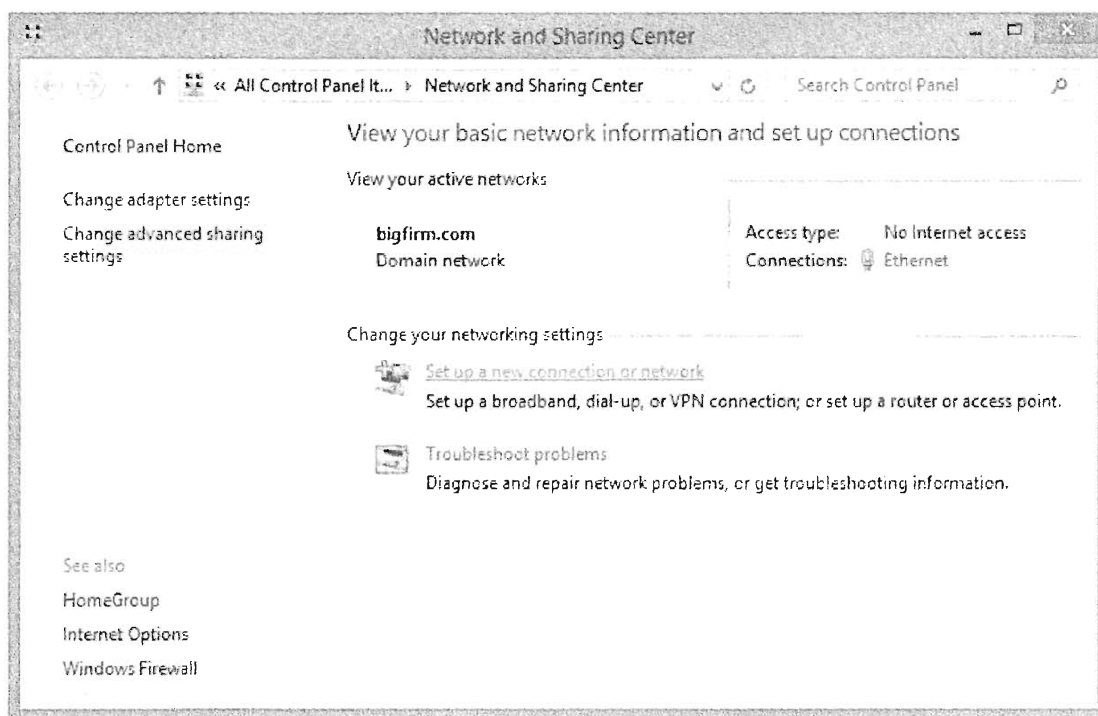 Network and Sharing Center
« All Control Panel It... ▸ Network and Sharing Center
Search Control Panel
Control Panel Home
Change adapter settings
Change advanced sharing
settings
View your basic network information and set up connections
View your active networks
bigfirm.com
Domain network
Access type: No Internet access
Connections: Ethernet
Change your networking settings
Set up a new connection or network
Set up a broadband, dial-up, or VPN connection; or set up a router or access point.
Troubleshoot problems
Diagnose and repair network problems, or get troubleshooting information.
See also
HomeGroup
Internet Options
Windows Firewall